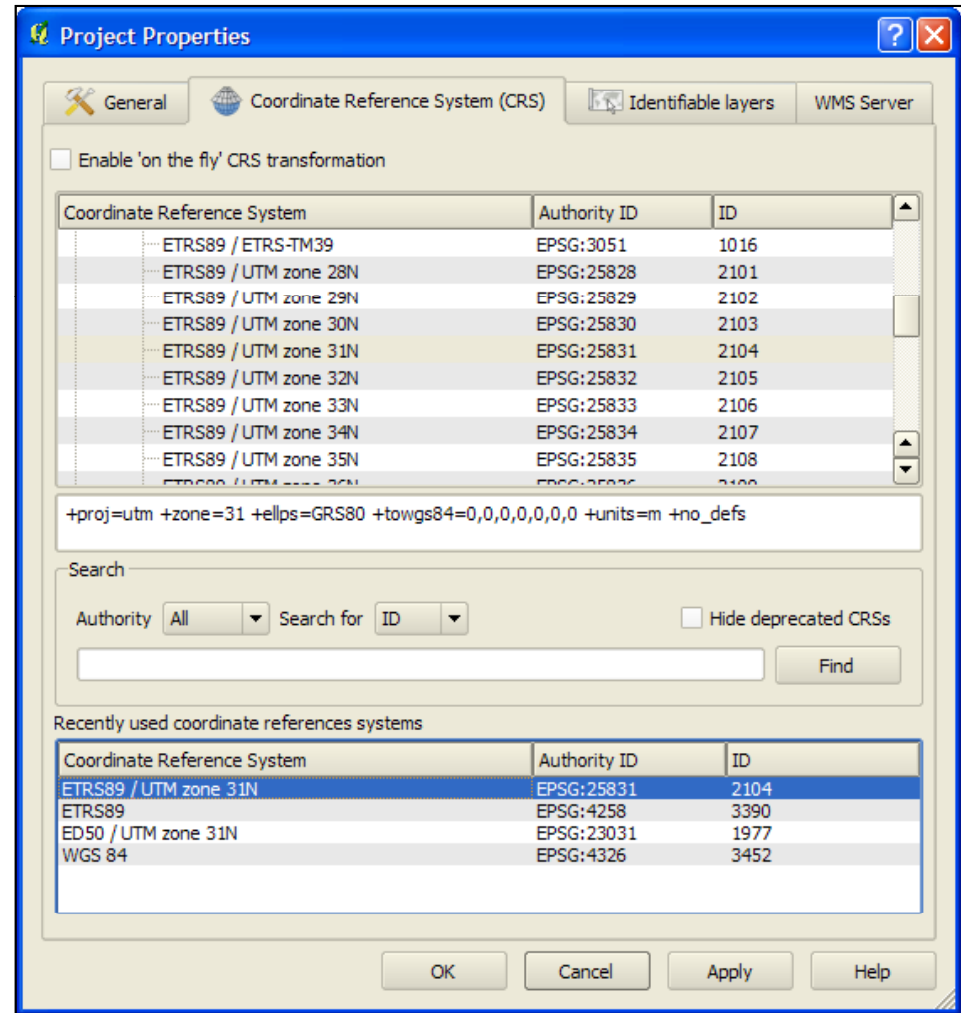 Project Properties
General Coordinate Reference System (CRS) Identifiable layers WMS Server
Enable 'on the fly' CRS transformation
Coordinate Reference System Authority ID ID
ETRS89 / ETRS-TM39 EPSG:3051 1016
ETRS89 / UTM zone 28N EPSG:25828 2101
ETRS89 / UTM zone 29N EPSG:25829 2102
ETRS89 / UTM zone 30N EPSG:25830 2103
ETRS89 / UTM zone 31N EPSG:25831 2104
ETRS89 / UTM zone 32N EPSG:25832 2105
ETRS89 / UTM zone 33N EPSG:25833 2106
ETRS89 / UTM zone 34N EPSG:25834 2107
ETRS89 / UTM zone 35N EPSG:25835 2108
+proj=utm +zone=31 +ellps=GRS80 +towgs84=0,0,0,0,0,0,0 +units=m +no_defs
Search
Authority All Search for ID Hide deprecated CRSs
Find
Recently used coordinate references systems
Coordinate Reference System Authority ID ID
ETRS89 / UTM zone 31N EPSG:25831 2104
ETRS89 EPSG:4258 3390
ED50 / UTM zone 31N EPSG:23031 1977
WGS 84 EPSG:4326 3452
OK Cancel Apply Help